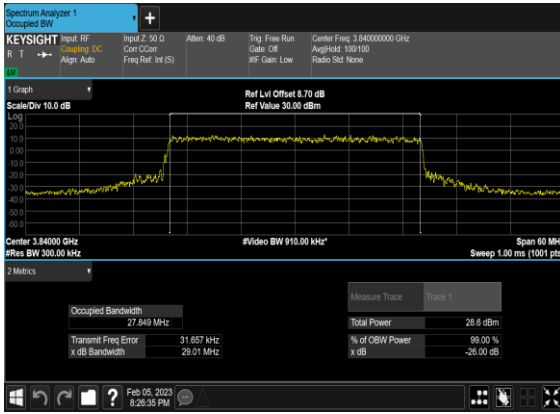 Spectrum Analyzer 1
Occupied BW
+
KEYSIGHT Input: RF Input Z: 50 Ω Atten: 40 dB Trig: Free Run Center Freq: 3.840000000 GHz
R T Coupling: DC Corr CCorr Gate: Off Avg|Hold: 100/100
Align: Auto Freq Ref: Int (S) #IF Gain: Low Radio Std: None
LXI
1 Graph
Ref Lvl Offset 8.70 dB
Scale/Div 10.0 dB Ref Value 30.00 dBm
Log
20.0
10.0
0.00
-10.0
-20.0
-30.0
-40.0
-50.0
-60.0
Center 3.84000 GHz #Video BW 910.00 kHz* Span 60 MH
#Res BW 300.00 kHz Sweep 1.00 ms (1001 pts
2 Metrics
Measure Trace Trace 1
Occupied Bandwidth
27.849 MHz Total Power 28.6 dBm
Transmit Freq Error 31.657 kHz % of OBW Power 99.00 %
x dB Bandwidth 29.01 MHz x dB -26.00 dB
? Feb 05, 2023
8:26:35 PM